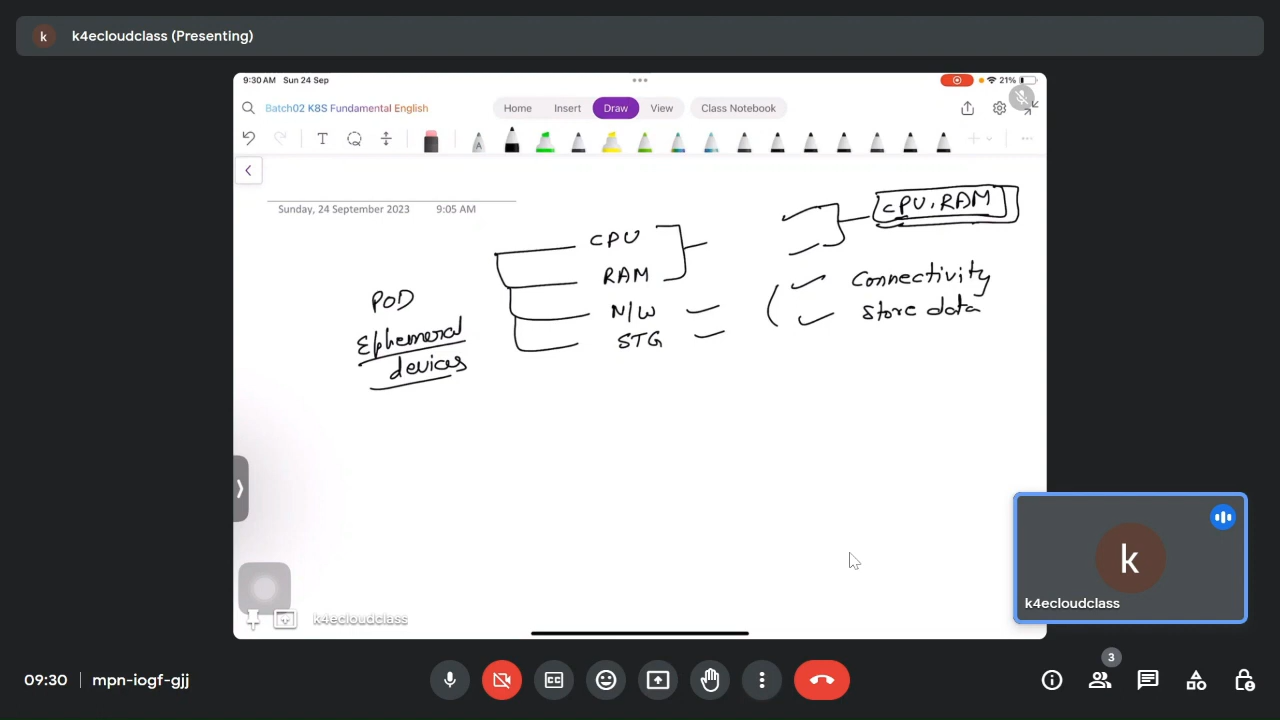 k
k4ecloudclass (Presenting)
9:30 AM Sun 24 Sep
21%
Batch02 K8S Fundamental English
Home Insert Draw View Class Notebook
T
A
Sunday, 24 September 2023 9:05 AM
CPU, RAM
CPU
RAM
POD
N/W
STG
Connectivity
Store data
Ephemeral
devices
k
k4ecloudclass
k4ecloudclass
09:30 | mpn-iogf-gjj
CC
3